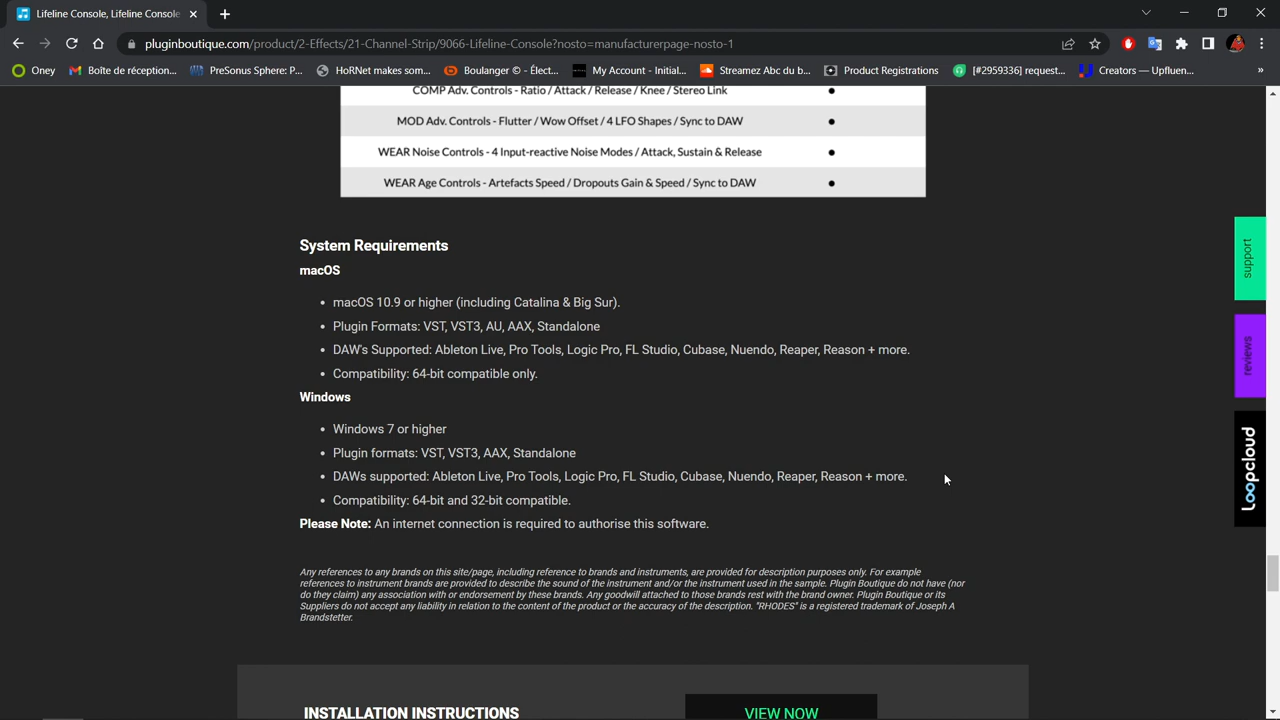 Lifeline Console, Lifeline Console
pluginboutique.com/product/2-Effects/21-Channel-Strip/9066-Lifeline-Console?nosto=manufacturerpage-nosto-1
Oney Boîte de réception... PreSonus Sphere: P... HoRNet makes som... Boulanger © - Élect... My Account - Initial... Streamez Abc du b... Product Registrations [#2959336] request... Creators — Upfluen... »
COMP Adv. Controls - Ratio / Attack / Release / Knee / Stereo Link
MOD Adv. Controls - Flutter / Wow Offset / 4 LFO Shapes / Sync to DAW
WEAR Noise Controls - 4 Input-reactive Noise Modes / Attack, Sustain & Release
WEAR Age Controls - Artefacts Speed / Dropouts Gain & Speed / Sync to DAW
System Requirements
macOS
• macOS 10.9 or higher (including Catalina & Big Sur).
• Plugin Formats: VST, VST3, AU, AAX, Standalone
• DAW's Supported: Ableton Live, Pro Tools, Logic Pro, FL Studio, Cubase, Nuendo, Reaper, Reason + more.
• Compatibility: 64-bit compatible only.
Windows
• Windows 7 or higher
• Plugin formats: VST, VST3, AAX, Standalone
• DAWs supported: Ableton Live, Pro Tools, Logic Pro, FL Studio, Cubase, Nuendo, Reaper, Reason + more.
• Compatibility: 64-bit and 32-bit compatible.
Please Note: An internet connection is required to authorise this software.
Any references to any brands on this site/page, including reference to brands and instruments, are provided for description purposes only. For example
references to instrument brands are provided to describe the sound of the instrument and/or the instrument used in the sample. Plugin Boutique do not have (nor
do they claim) any association with or endorsement by these brands. Any goodwill attached to those brands rest with the brand owner. Plugin Boutique or its
Suppliers do not accept any liability in relation to the content of the product or the accuracy of the description. "RHODES" is a registered trademark of Joseph A
Brandstetter.
INSTALLATION INSTRUCTIONS
VIEW NOW
support
reviews
loopcloud